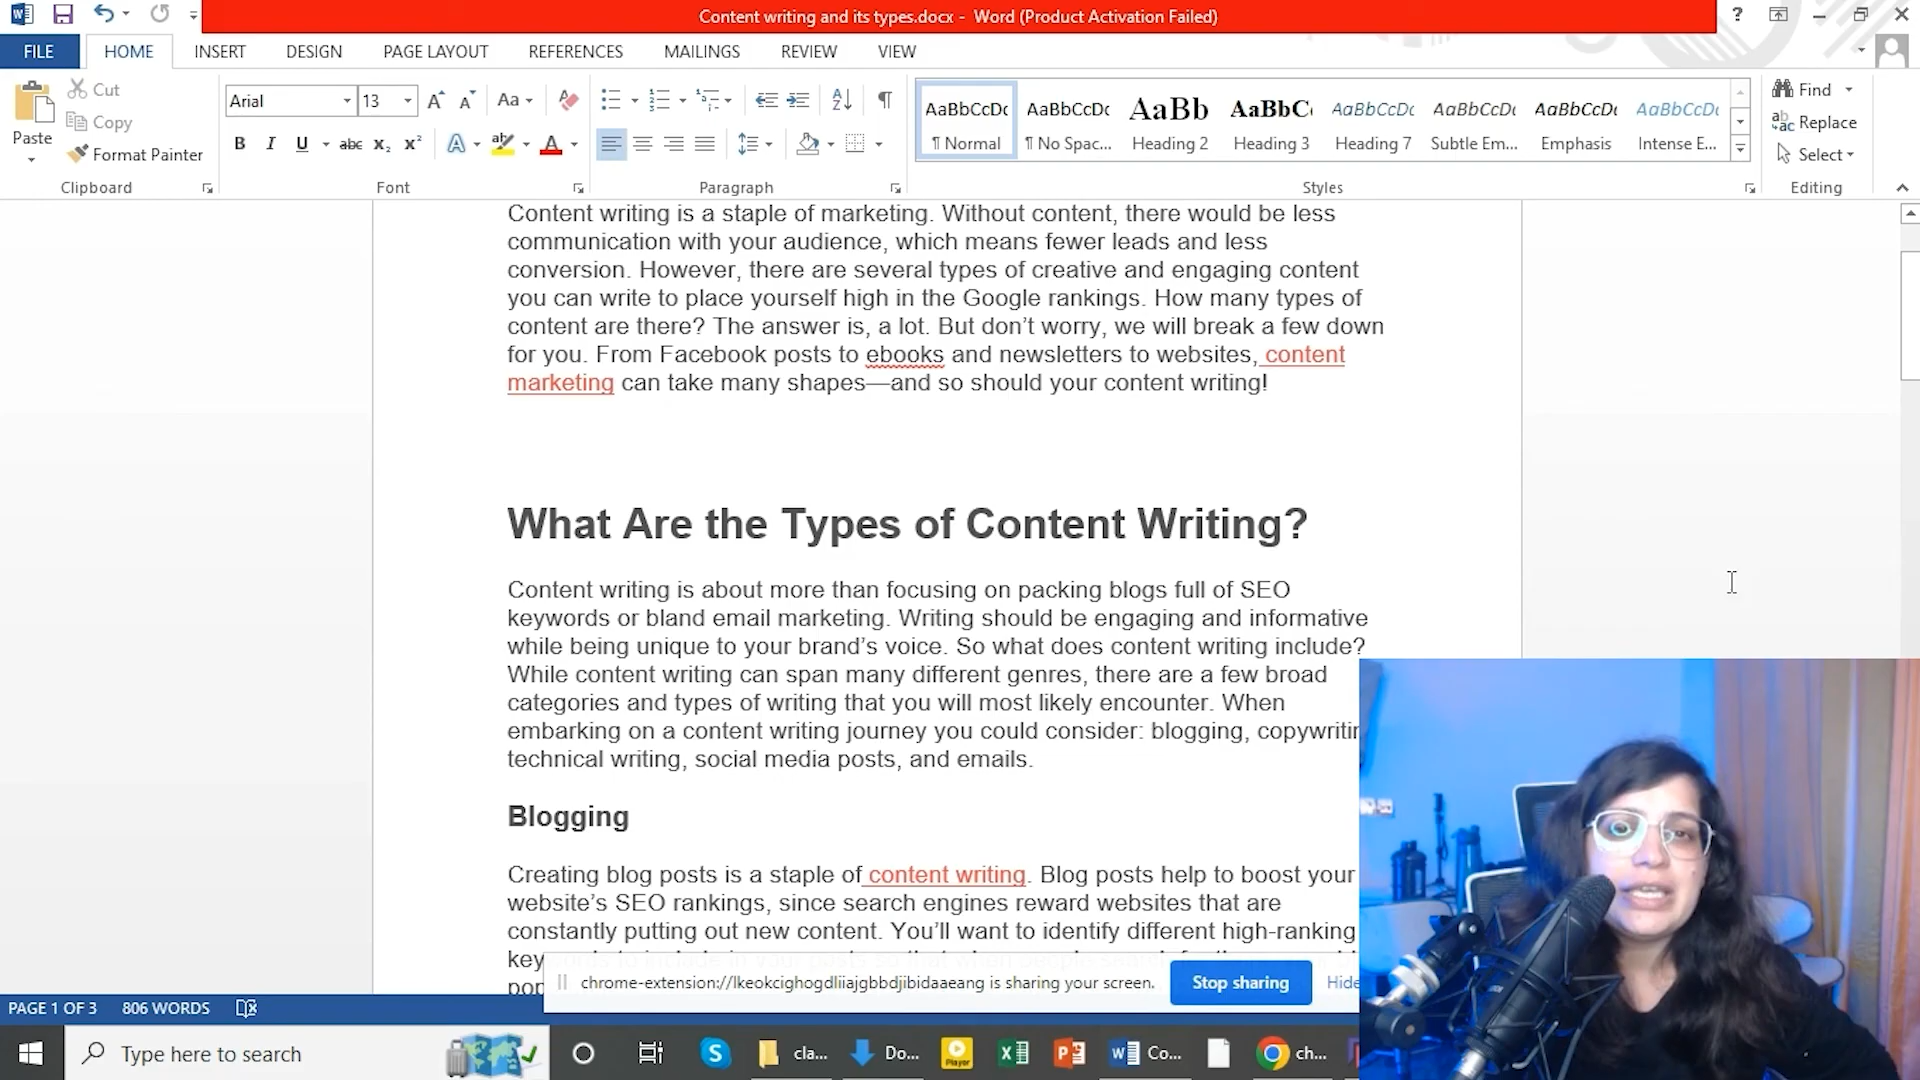 Content writing and its types.docx - Word (Product Activation Failed)
FILE HOME INSERT DESIGN PAGE LAYOUT REFERENCES MAILINGS REVIEW VIEW
Cut
Copy
Format Painter
Paste
Arial 13
Clipboard Font Paragraph Styles Editing
AaBbCcDc AaBbCcDc AaBb AaBbC AaBbCcDc AaBbCcDc AaBbCcDc AaBbCcDc
¶ Normal ¶ No Spac... Heading 2 Heading 3 Heading 7 Subtle Em... Emphasis Intense E...
Find
Replace
Select
Content writing is a staple of marketing. Without content, there would be less
communication with your audience, which means fewer leads and less
conversion. However, there are several types of creative and engaging content
you can write to place yourself high in the Google rankings. How many types of
content are there? The answer is, a lot. But don’t worry, we will break a few down
for you. From Facebook posts to ebooks and newsletters to websites, content
marketing can take many shapes—and so should your content writing!
What Are the Types of Content Writing?
Content writing is about more than focusing on packing blogs full of SEO
keywords or bland email marketing. Writing should be engaging and informative
while being unique to your brand’s voice. So what does content writing include?
While content writing can span many different genres, there are a few broad
categories and types of writing that you will most likely encounter. When
embarking on a content writing journey you could consider: blogging, copywritin
technical writing, social media posts, and emails.
Blogging
Creating blog posts is a staple of content writing. Blog posts help to boost your
website’s SEO rankings, since search engines reward websites that are
constantly putting out new content. You’ll want to identify different high-ranking
chrome-extension://lkeokcighogdliiajgbbdjibidaaeang is sharing your screen. Stop sharing Hide
PAGE 1 OF 3 806 WORDS
Type here to search
cla... Do... Player Co... ch...